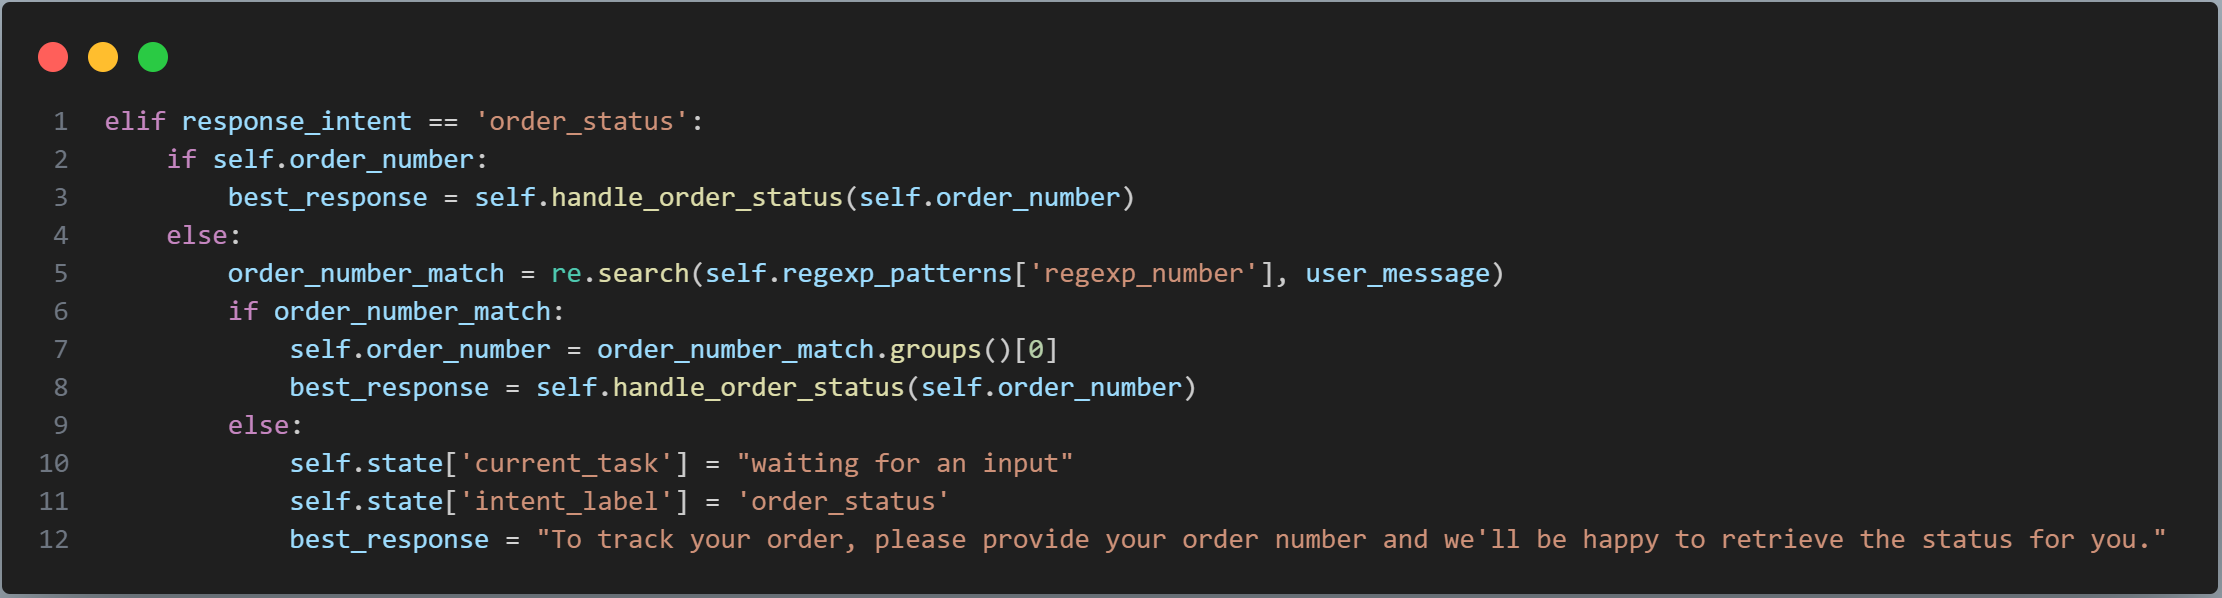 1 elif response_intent == 'order_status':
2     if self.order_number:
3         best_response = self.handle_order_status(self.order_number)
4     else:
5         order_number_match = re.search(self.regexp_patterns['regexp_number'], user_message)
6         if order_number_match:
7             self.order_number = order_number_match.groups()[0]
8             best_response = self.handle_order_status(self.order_number)
9         else:
10             self.state['current_task'] = "waiting for an input"
11             self.state['intent_label'] = 'order_status'
12             best_response = "To track your order, please provide your order number and we'll be happy to retrieve the status for you."